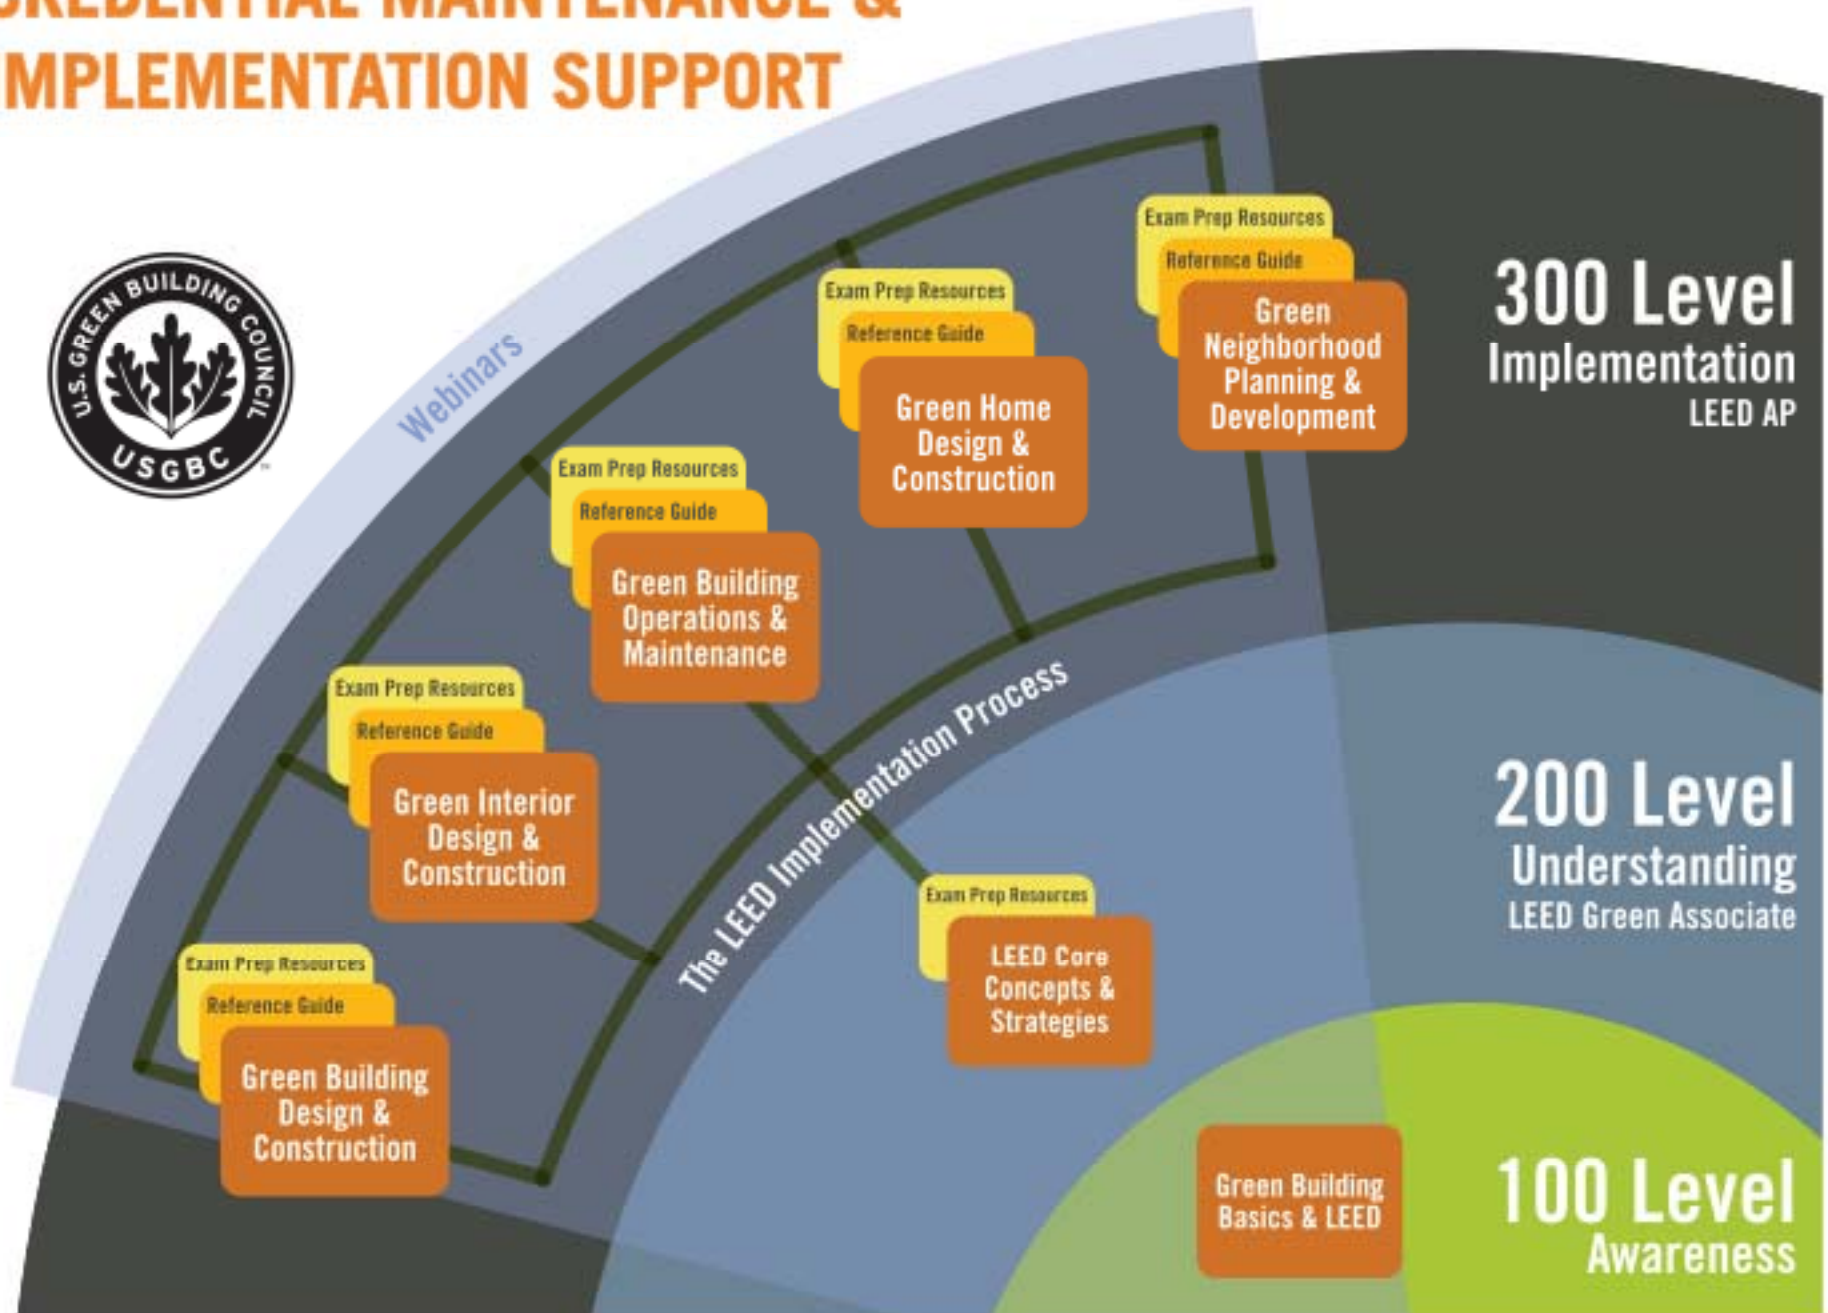 CREDENTIAL MAINTENANCE &
IMPLEMENTATION SUPPORT
U.S. GREEN BUILDING COUNCIL
USGBC
™
Webinars
Exam Prep Resources
Reference Guide
Green
Neighborhood
Planning &
Development
Exam Prep Resources
Reference Guide
Green Home
Design &
Construction
Exam Prep Resources
Reference Guide
Green Building
Operations &
Maintenance
Exam Prep Resources
Reference Guide
Green Interior
Design &
Construction
Exam Prep Resources
Reference Guide
Green Building
Design &
Construction
300 Level
Implementation
LEED AP
The LEED Implementation Process
Exam Prep Resources
LEED Core
Concepts &
Strategies
200 Level
Understanding
LEED Green Associate
Green Building
Basics & LEED
100 Level
Awareness